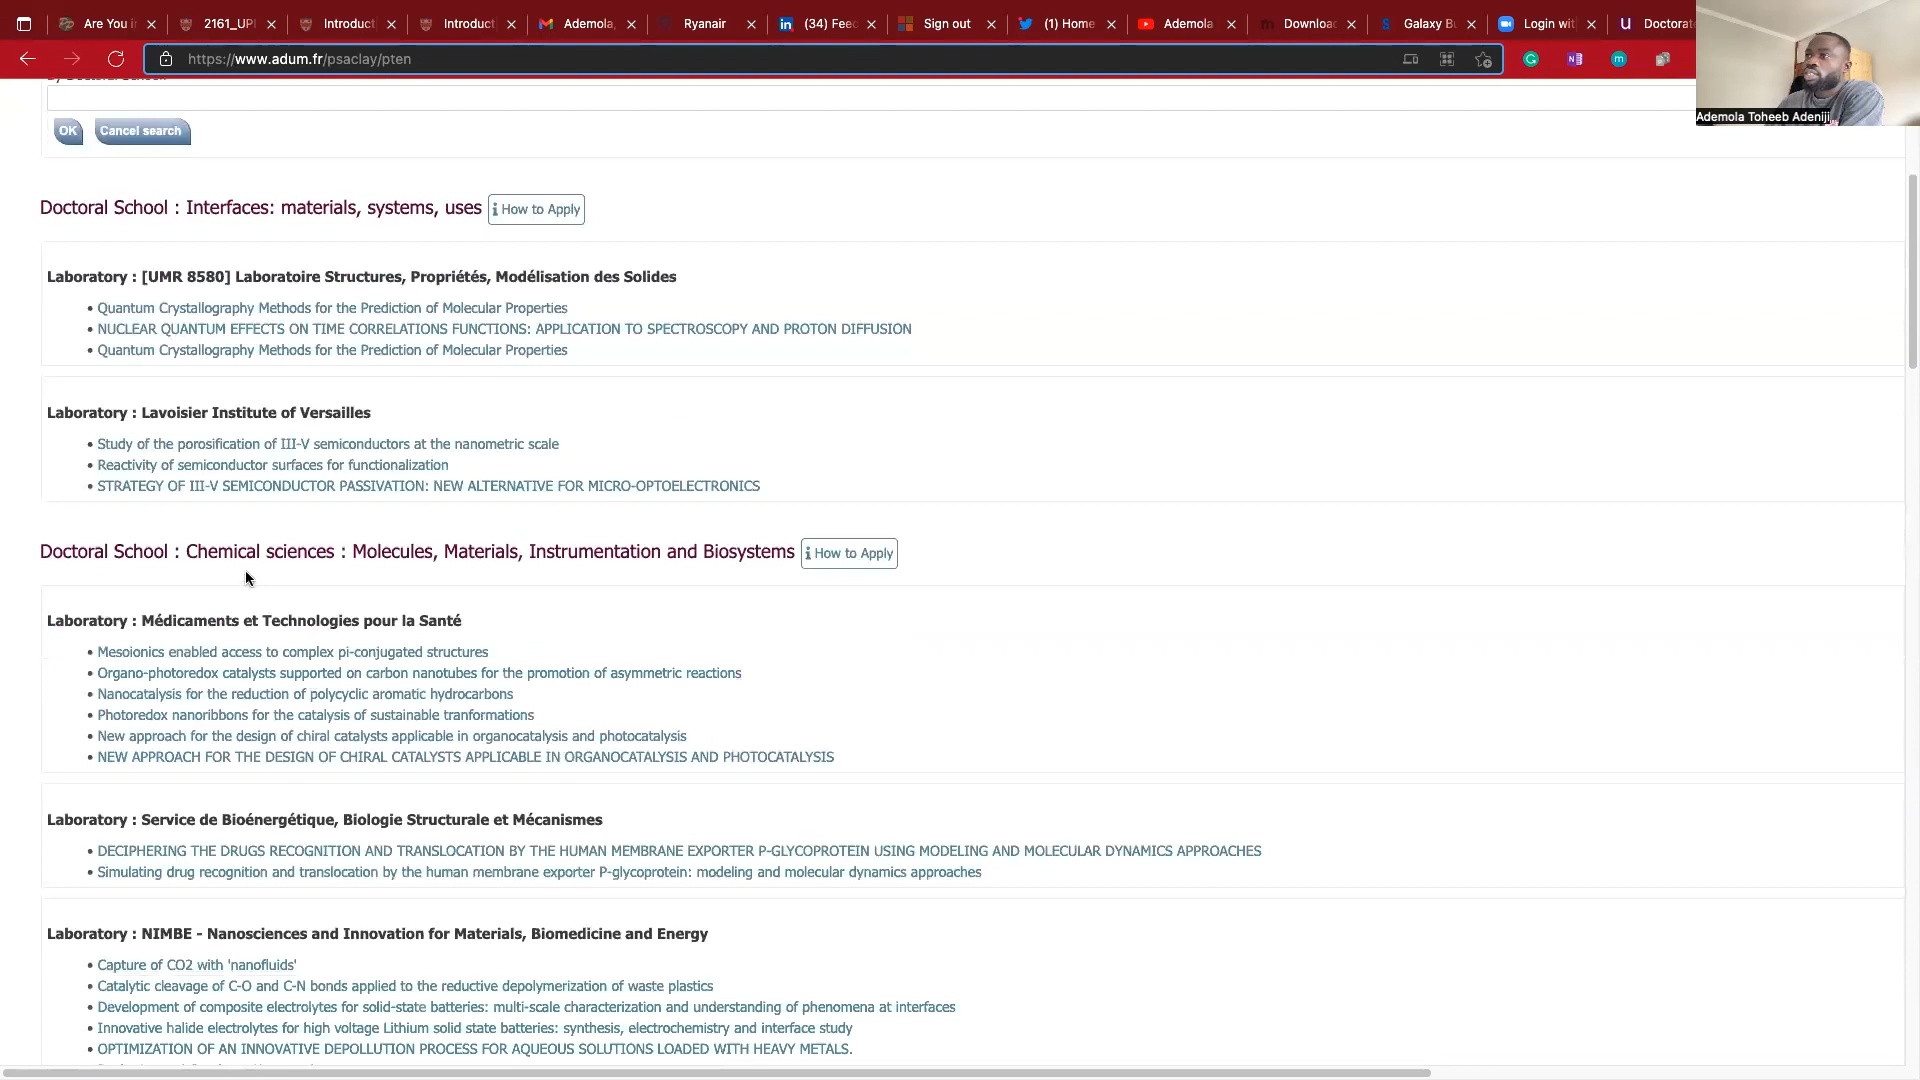 Are You i
2161_UPI
Introduct
Introduct
Ademola,
Ryanair
(34) Feed
Sign out
(1) Home
Ademola
Downloa
Galaxy Bu
Login wit
Doctorat
https://www.adum.fr/psaclay/pten
Ademola Toheeb Adeniji
OK
Cancel search
Doctoral School : Interfaces: materials, systems, uses
How to Apply
Laboratory : [UMR 8580] Laboratoire Structures, Propriétés, Modélisation des Solides
• Quantum Crystallography Methods for the Prediction of Molecular Properties
• NUCLEAR QUANTUM EFFECTS ON TIME CORRELATIONS FUNCTIONS: APPLICATION TO SPECTROSCOPY AND PROTON DIFFUSION
• Quantum Crystallography Methods for the Prediction of Molecular Properties
Laboratory : Lavoisier Institute of Versailles
• Study of the porosification of III-V semiconductors at the nanometric scale
• Reactivity of semiconductor surfaces for functionalization
• STRATEGY OF III-V SEMICONDUCTOR PASSIVATION: NEW ALTERNATIVE FOR MICRO-OPTOELECTRONICS
Doctoral School : Chemical sciences : Molecules, Materials, Instrumentation and Biosystems
How to Apply
Laboratory : Médicaments et Technologies pour la Santé
• Mesoionics enabled access to complex pi-conjugated structures
• Organo-photoredox catalysts supported on carbon nanotubes for the promotion of asymmetric reactions
• Nanocatalysis for the reduction of polycyclic aromatic hydrocarbons
• Photoredox nanoribbons for the catalysis of sustainable tranformations
• New approach for the design of chiral catalysts applicable in organocatalysis and photocatalysis
• NEW APPROACH FOR THE DESIGN OF CHIRAL CATALYSTS APPLICABLE IN ORGANOCATALYSIS AND PHOTOCATALYSIS
Laboratory : Service de Bioénergétique, Biologie Structurale et Mécanismes
• DECIPHERING THE DRUGS RECOGNITION AND TRANSLOCATION BY THE HUMAN MEMBRANE EXPORTER P-GLYCOPROTEIN USING MODELING AND MOLECULAR DYNAMICS APPROACHES
• Simulating drug recognition and translocation by the human membrane exporter P-glycoprotein: modeling and molecular dynamics approaches
Laboratory : NIMBE - Nanosciences and Innovation for Materials, Biomedicine and Energy
• Capture of CO2 with 'nanofluids'
• Catalytic cleavage of C-O and C-N bonds applied to the reductive depolymerization of waste plastics
• Development of composite electrolytes for solid-state batteries: multi-scale characterization and understanding of phenomena at interfaces
• Innovative halide electrolytes for high voltage Lithium solid state batteries: synthesis, electrochemistry and interface study
• OPTIMIZATION OF AN INNOVATIVE DEPOLLUTION PROCESS FOR AQUEOUS SOLUTIONS LOADED WITH HEAVY METALS.